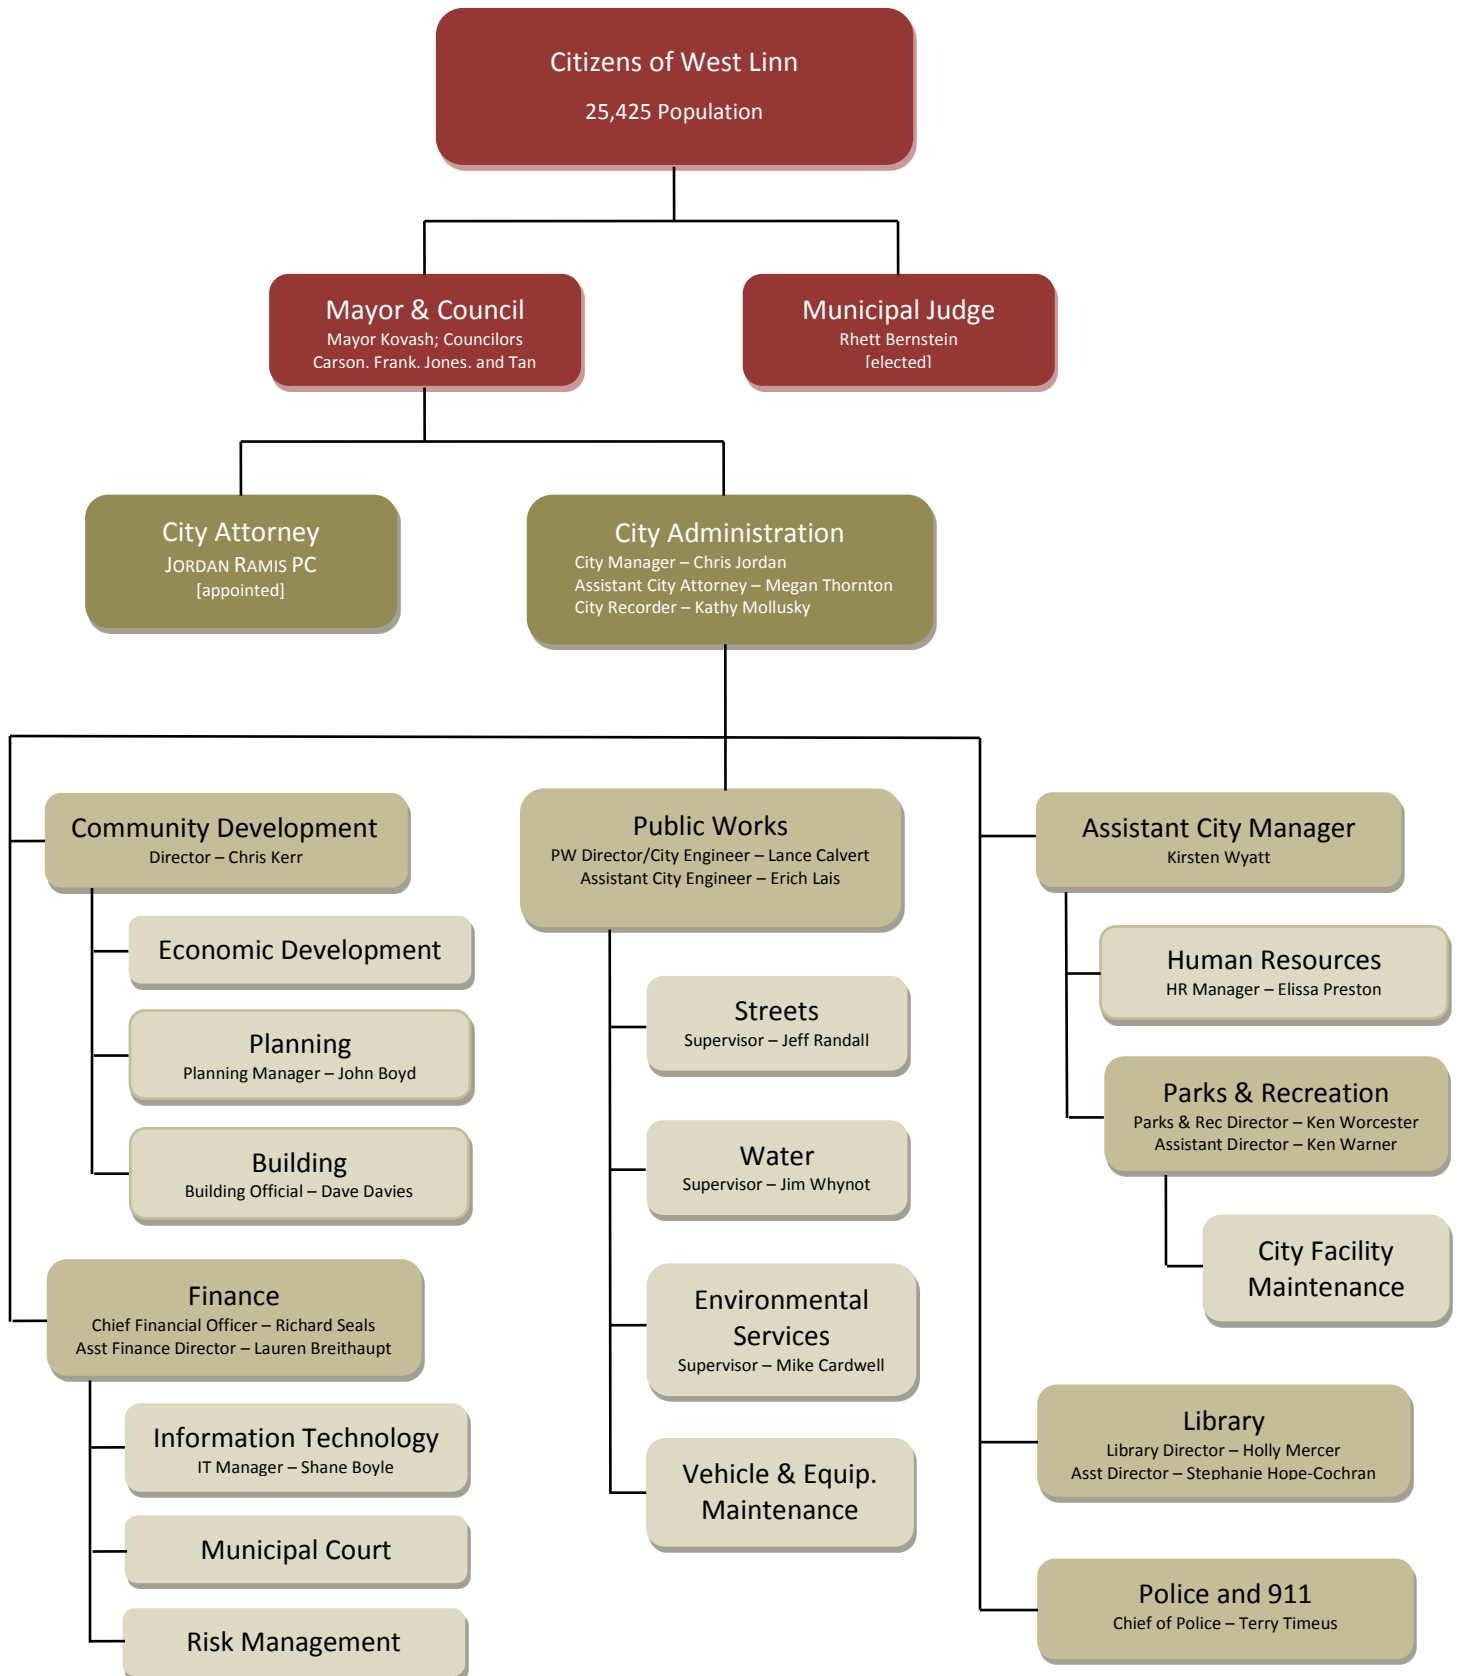 Citizens of West Linn
25,425 Population
Mayor & Council
Mayor Kovash; Councilors
Carson, Frank, Jones, and Tan
Municipal Judge
Rhett Bernstein
[elected]
City Attorney
JORDAN RAMIS PC
[appointed]
City Administration
City Manager – Chris Jordan
Assistant City Attorney – Megan Thornton
City Recorder – Kathy Mollusky
Community Development
Director – Chris Kerr
Economic Development
Planning
Planning Manager – John Boyd
Building
Building Official – Dave Davies
Finance
Chief Financial Officer – Richard Seals
Asst Finance Director – Lauren Breithaupt
Information Technology
IT Manager – Shane Boyle
Municipal Court
Risk Management
Public Works
PW Director/City Engineer – Lance Calvert
Assistant City Engineer – Erich Lais
Streets
Supervisor – Jeff Randall
Water
Supervisor – Jim Whynot
Environmental
Services
Supervisor – Mike Cardwell
Vehicle & Equip.
Maintenance
Assistant City Manager
Kirsten Wyatt
Human Resources
HR Manager – Elissa Preston
Parks & Recreation
Parks & Rec Director – Ken Worcester
Assistant Director – Ken Warner
City Facility
Maintenance
Library
Library Director – Holly Mercer
Asst Director – Stephanie Hope-Cochran
Police and 911
Chief of Police – Terry Timeus